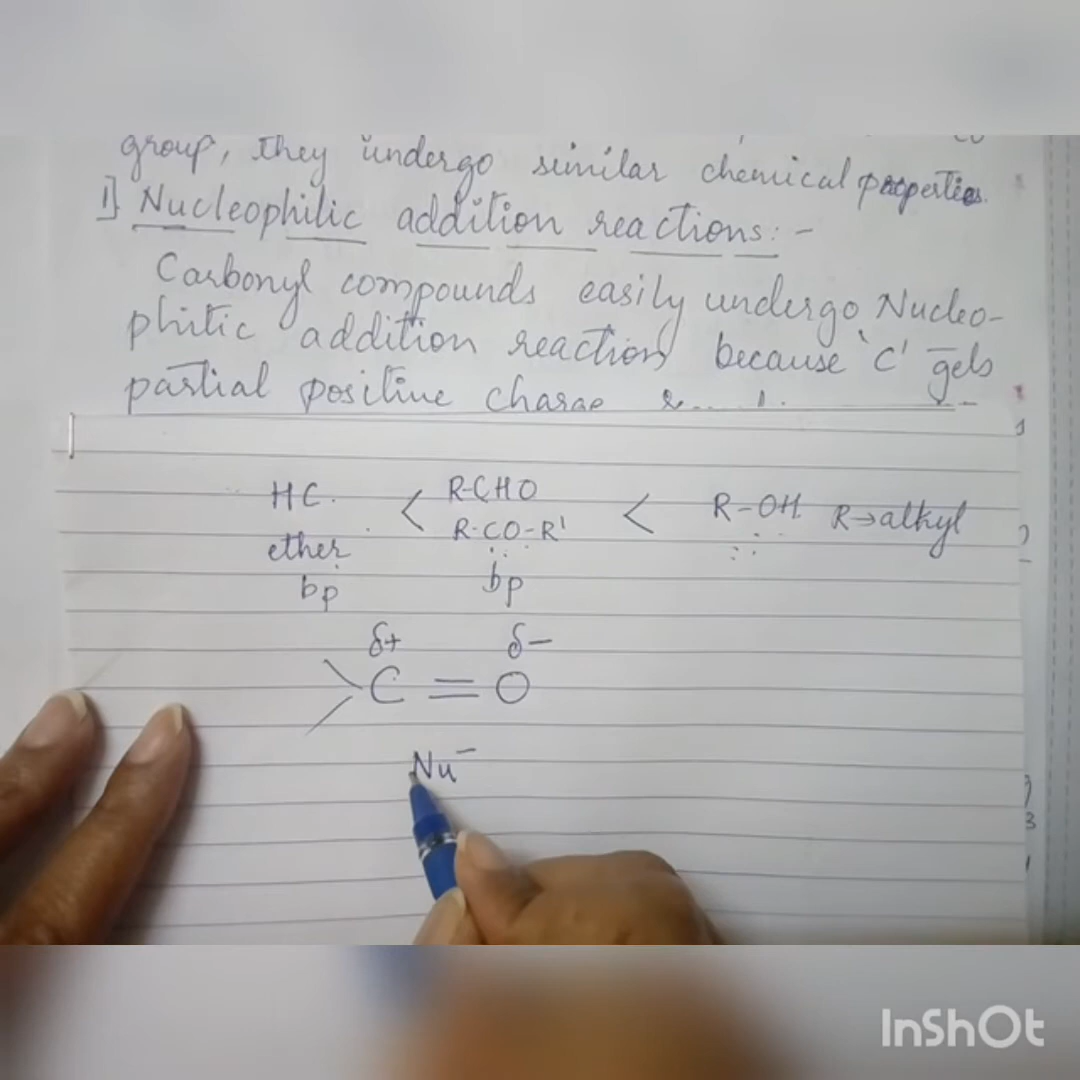 group, they undergo similar chemical properties.
1] Nucleophilic addition reactions:-
Carbonyl compounds easily undergo Nucleo-
philic addition reaction because 'C' gets
partial positive charge
HC. < R-CHO < R-OH R→alkyl
R-CO-R'
ether
bp bp
δ+ δ-
C = O
Nu⁻
InShOt